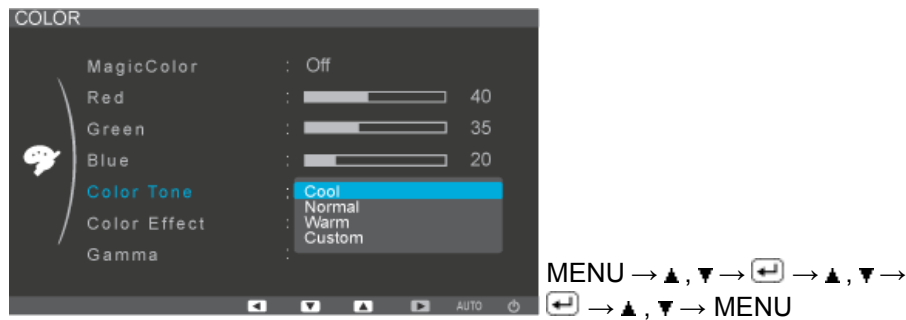 COLOR
MagicColor : Off
Red : 40
Green : 35
Blue : 20
Color Tone : Cool
Normal
Color Effect : Warm
Custom
Gamma :
AUTO
MENU → ▲ , ▼ → ↵ → ▲ , ▼ →
↵ → ▲ , ▼ → MENU